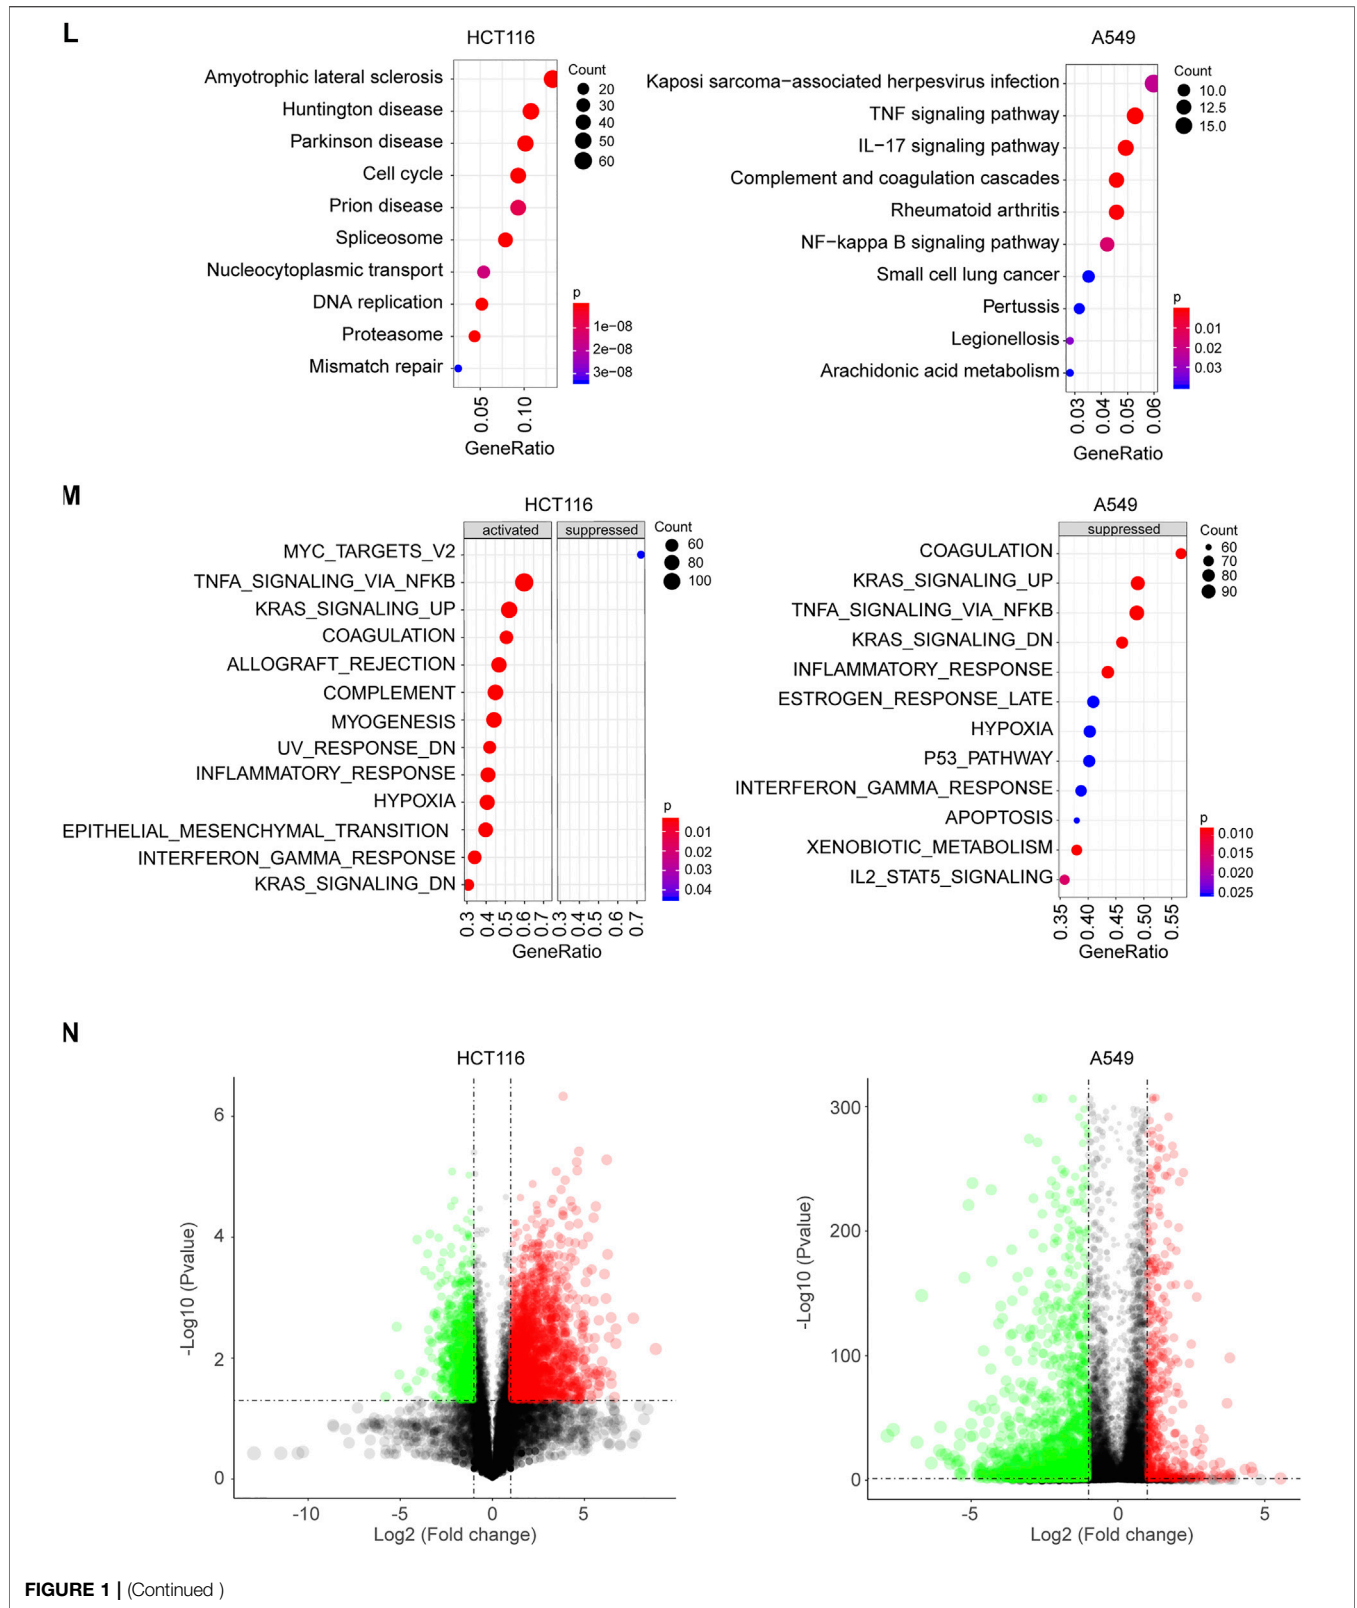 L
HCT116
Amyotrophic lateral sclerosis
Huntington disease
Parkinson disease
Cell cycle
Prion disease
Spliceosome
Nucleocytoplasmic transport
DNA replication
Proteasome
Mismatch repair
Count
20
30
40
50
60
p
1e−08
2e−08
3e−08
0.05
0.10
GeneRatio
A549
Kaposi sarcoma−associated herpesvirus infection
TNF signaling pathway
IL−17 signaling pathway
Complement and coagulation cascades
Rheumatoid arthritis
NF−kappa B signaling pathway
Small cell lung cancer
Pertussis
Legionellosis
Arachidonic acid metabolism
Count
10.0
12.5
15.0
p
0.01
0.02
0.03
0.03
0.04
0.05
0.06
GeneRatio
M
HCT116
activated
suppressed
MYC_TARGETS_V2
TNFA_SIGNALING_VIA_NFKB
KRAS_SIGNALING_UP
COAGULATION
ALLOGRAFT_REJECTION
COMPLEMENT
MYOGENESIS
UV_RESPONSE_DN
INFLAMMATORY_RESPONSE
HYPOXIA
EPITHELIAL_MESENCHYMAL_TRANSITION
INTERFERON_GAMMA_RESPONSE
KRAS_SIGNALING_DN
Count
60
80
100
p
0.01
0.02
0.03
0.04
0.3
0.4
0.5
0.6
0.7
0.3
0.4
0.5
0.6
0.7
GeneRatio
A549
suppressed
COAGULATION
KRAS_SIGNALING_UP
TNFA_SIGNALING_VIA_NFKB
KRAS_SIGNALING_DN
INFLAMMATORY_RESPONSE
ESTROGEN_RESPONSE_LATE
HYPOXIA
P53_PATHWAY
INTERFERON_GAMMA_RESPONSE
APOPTOSIS
XENOBIOTIC_METABOLISM
IL2_STAT5_SIGNALING
Count
60
70
80
90
p
0.010
0.015
0.020
0.025
0.35
0.40
0.45
0.50
0.55
GeneRatio
N
HCT116
6
4
2
0
-Log10 (Pvalue)
-10
-5
0
5
Log2 (Fold change)
A549
300
200
100
0
-Log10 (Pvalue)
-5
0
5
Log2 (Fold change)
FIGURE 1 | (Continued )